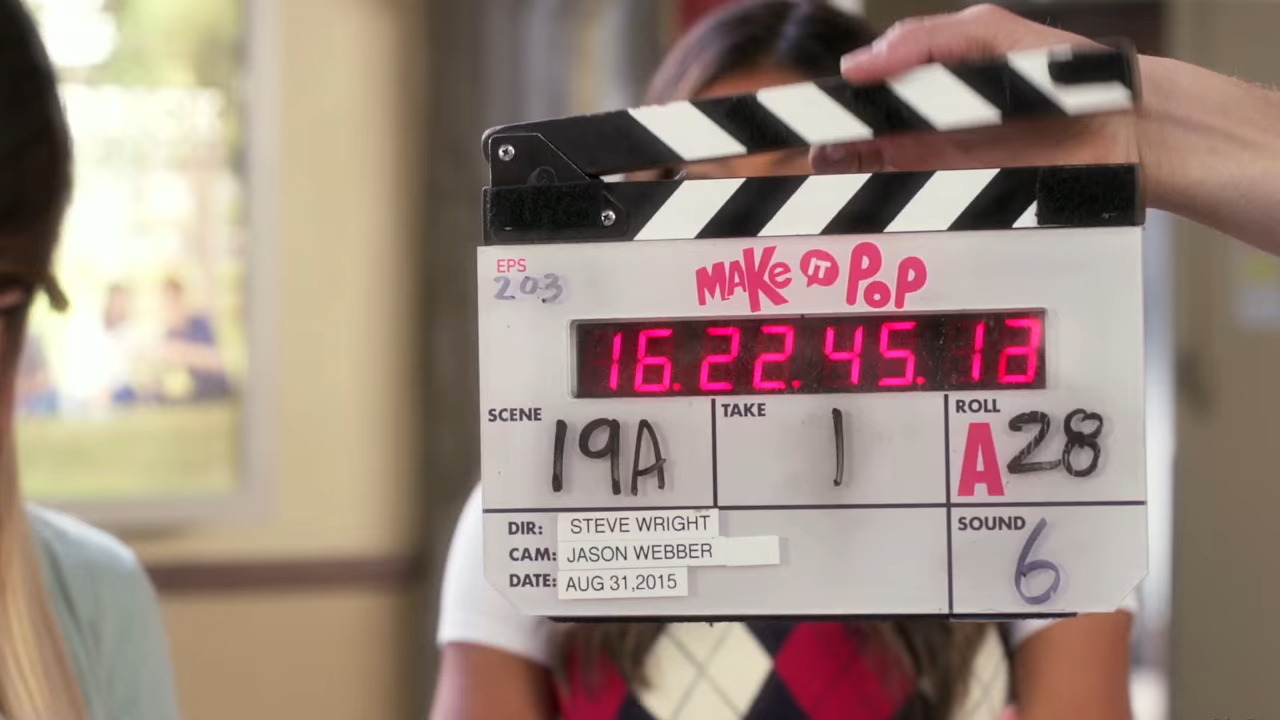 EPS
203
MAKE IT POP
16.22.45.13
SCENE 19A
TAKE 1
ROLL A28
DIR: STEVE WRIGHT
CAM: JASON WEBBER
DATE: AUG 31,2015
SOUND 6